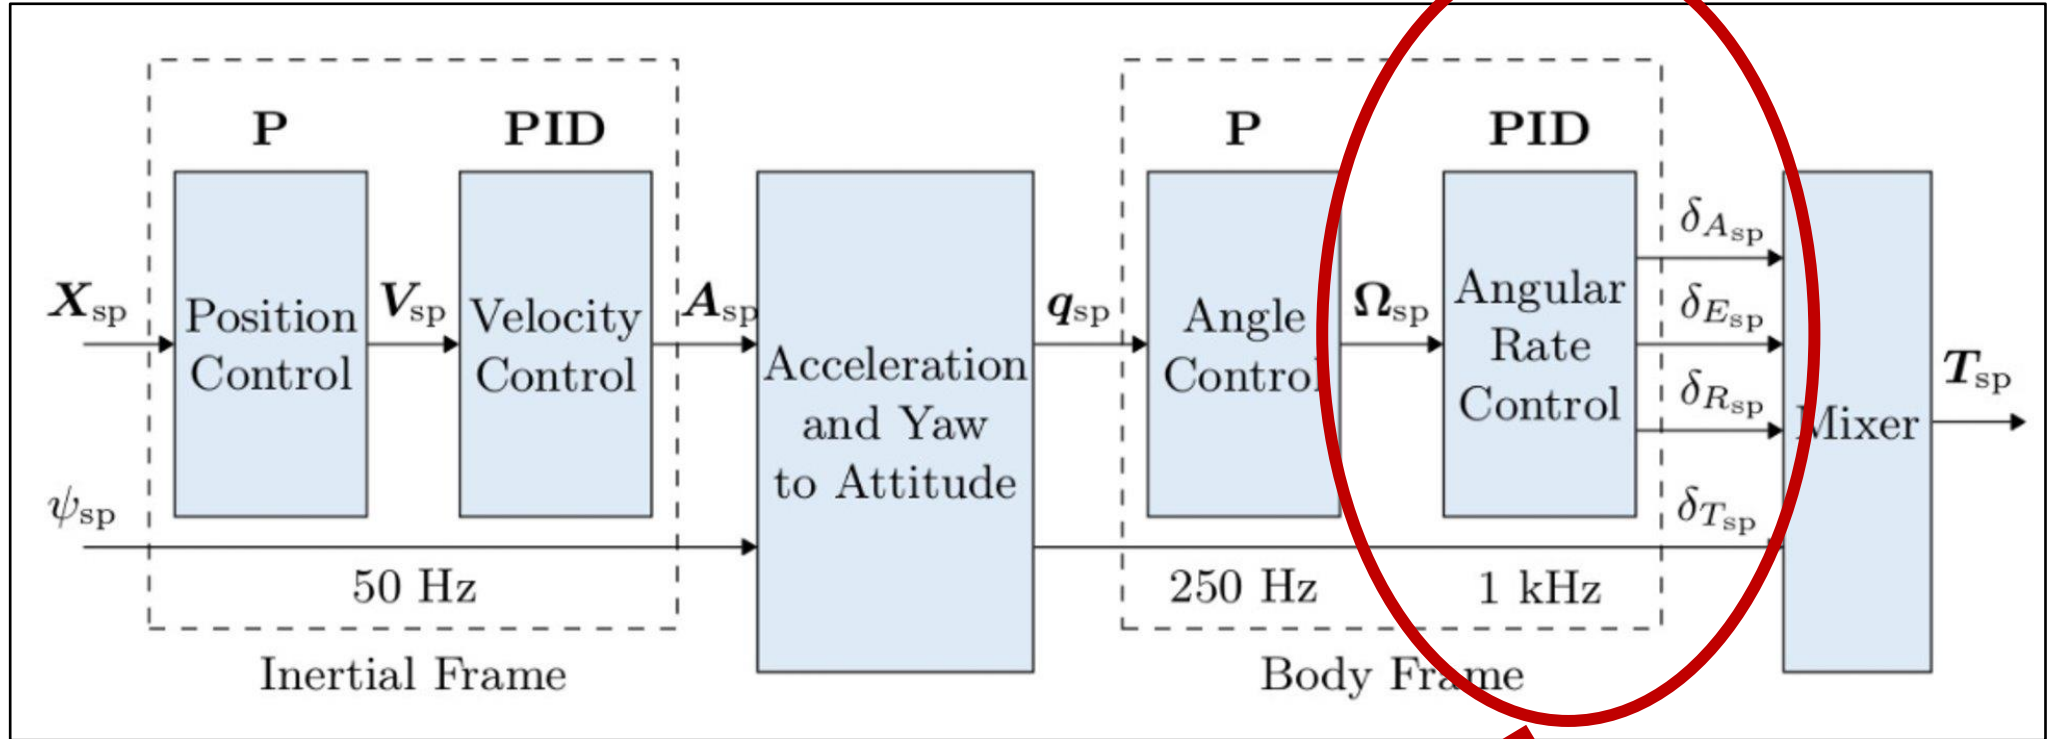 P
PID
P
PID
X_sp
Position
Control
V_sp
Velocity
Control
A_sp
Acceleration
and Yaw
to Attitude
q_sp
Angle
Control
Ω_sp
Angular
Rate
Control
δ_A_sp
δ_E_sp
δ_R_sp
δ_T_sp
Mixer
T_sp
ψ_sp
50 Hz
250 Hz
1 kHz
Inertial Frame
Body Frame